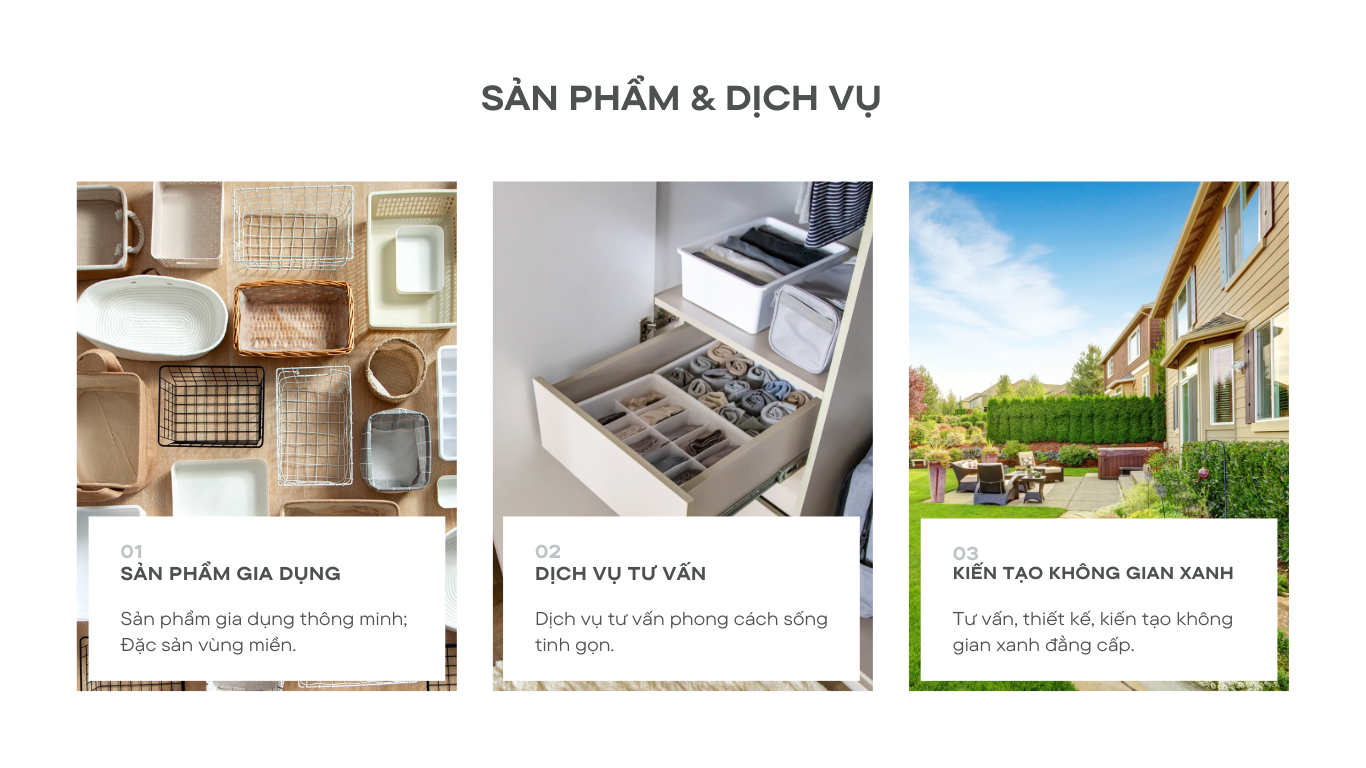 SẢN PHẨM & DỊCH VỤ
01
SẢN PHẨM GIA DỤNG
Sản phẩm gia dụng thông minh;
Đặc sản vùng miền.
02
DỊCH VỤ TƯ VẤN
Dịch vụ tư vấn phong cách sống
tinh gọn.
03
KIẾN TẠO KHÔNG GIAN XANH
Tư vấn, thiết kế, kiến tạo không
gian xanh đẳng cấp.